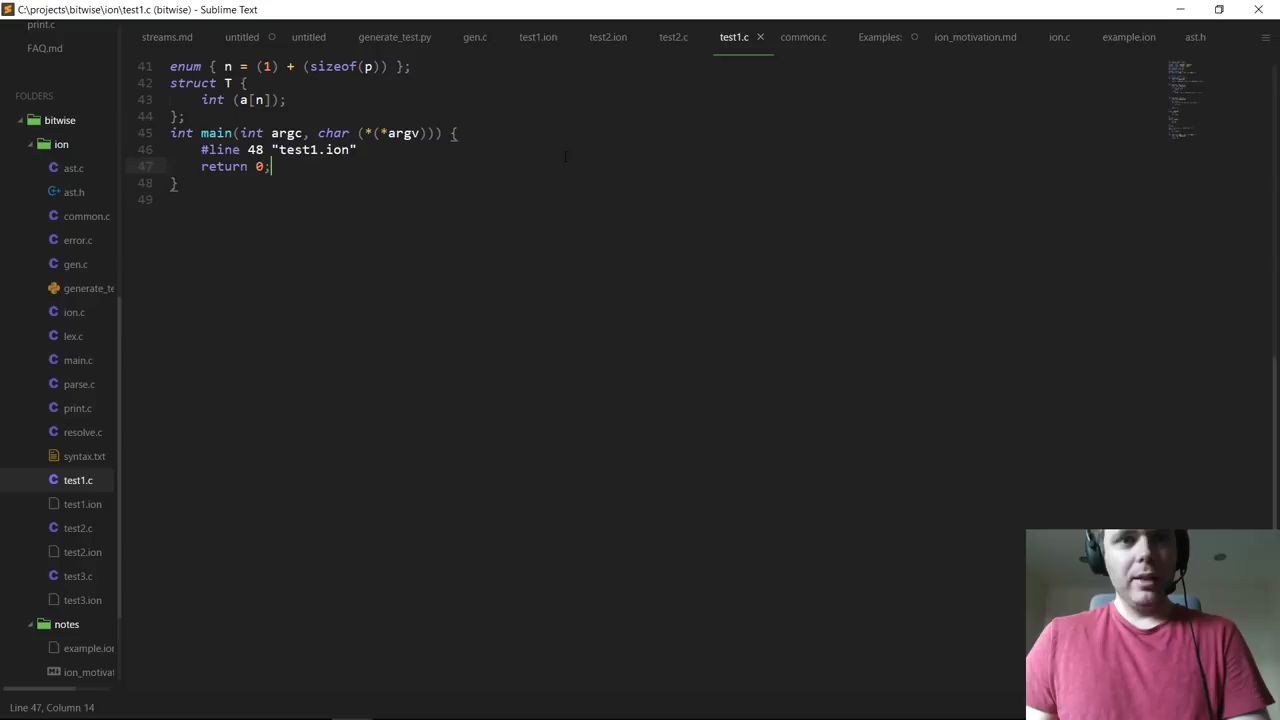 C:\projects\bitwise\ion\test1.c (bitwise) - Sublime Text
print.c
FAQ.md
FOLDERS
bitwise
ion
ast.c
ast.h
common.c
error.c
gen.c
generate_te
ion.c
lex.c
main.c
parse.c
print.c
resolve.c
syntax.txt
test1.c
test1.ion
test2.c
test2.ion
test3.c
test3.ion
notes
example.ion
ion_motivat
streams.md untitled untitled generate_test.py gen.c test1.ion test2.ion test2.c test1.c common.c Examples: ion_motivation.md ion.c example.ion ast.h
41 enum { n = (1) + (sizeof(p)) };
42 struct T {
43 int (a[n]);
44 };
45 int main(int argc, char (*(*argv))) {
46 #line 48 "test1.ion"
47 return 0;
48 }
49
Line 47, Column 14